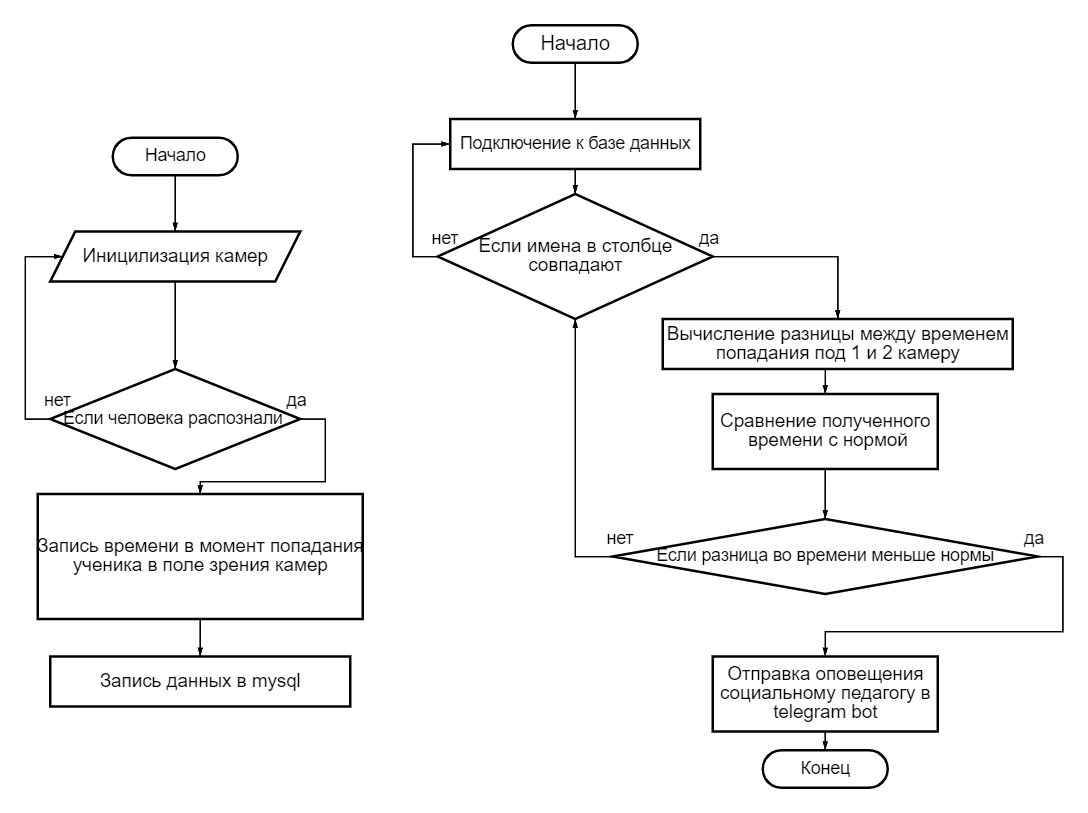 Начало
Иницилизация камер
нет
да
Если человека распознали
Запись времени в момент попадания
ученика в поле зрения камер
Запись данных в mysql
Начало
Подключение к базе данных
нет
да
Если имена в столбце
совпадают
Вычисление разницы между временем
попадания под 1 и 2 камеру
Сравнение полученного
времени с нормой
нет
да
Если разница во времени меньше нормы
Отправка оповещения
социальному педагогу в
telegram bot
Конец